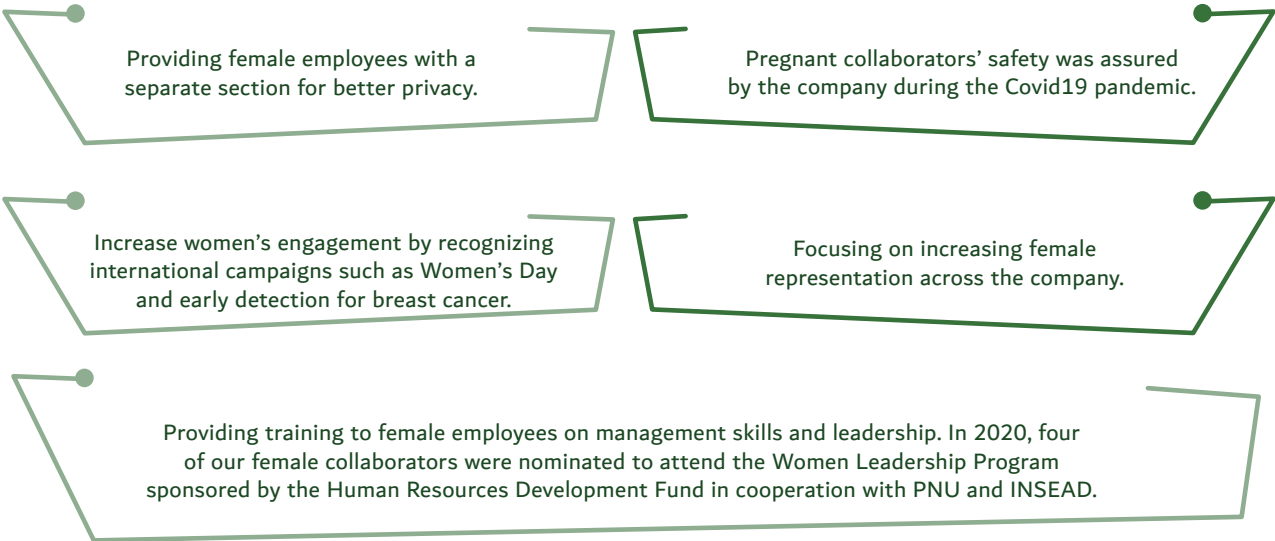 Providing female employees with a
separate section for better privacy.
Pregnant collaborators’ safety was assured
by the company during the Covid19 pandemic.
Increase women’s engagement by recognizing
international campaigns such as Women’s Day
and early detection for breast cancer.
Focusing on increasing female
representation across the company.
Providing training to female employees on management skills and leadership. In 2020, four
of our female collaborators were nominated to attend the Women Leadership Program
sponsored by the Human Resources Development Fund in cooperation with PNU and INSEAD.